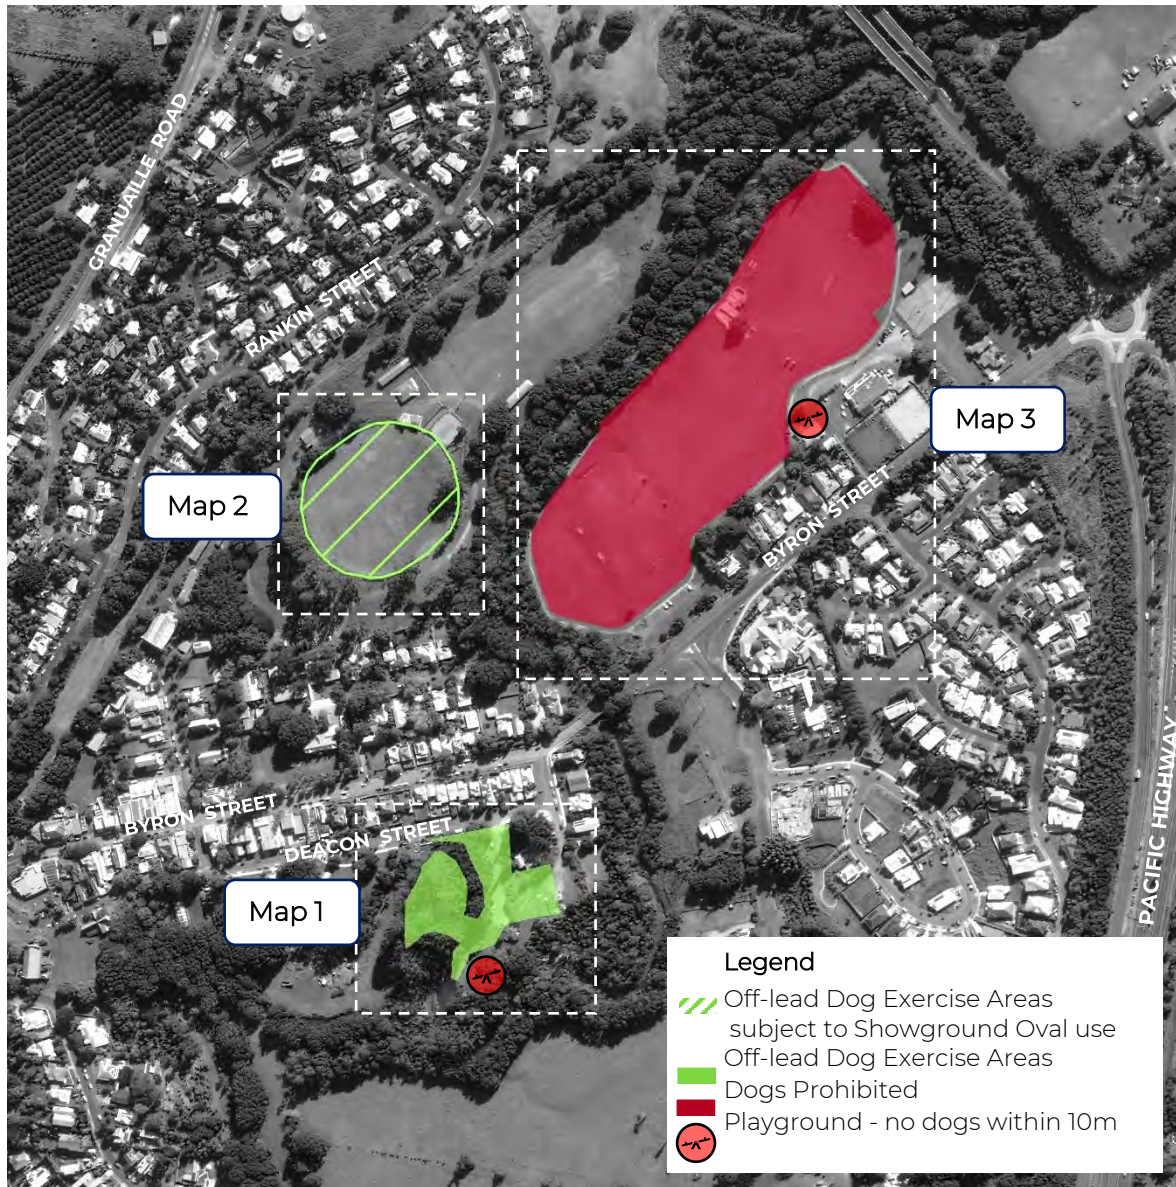 GRANUAILLE ROAD
RANKIN STREET
Map 3
Map 2
BYRON STREET
PACIFIC HIGHWAY
BYRON STREET
DEACON STREET
Map 1
Legend
Off-lead Dog Exercise Areas
subject to Showground Oval use
Off-lead Dog Exercise Areas
Dogs Prohibited
Playground - no dogs within 10m